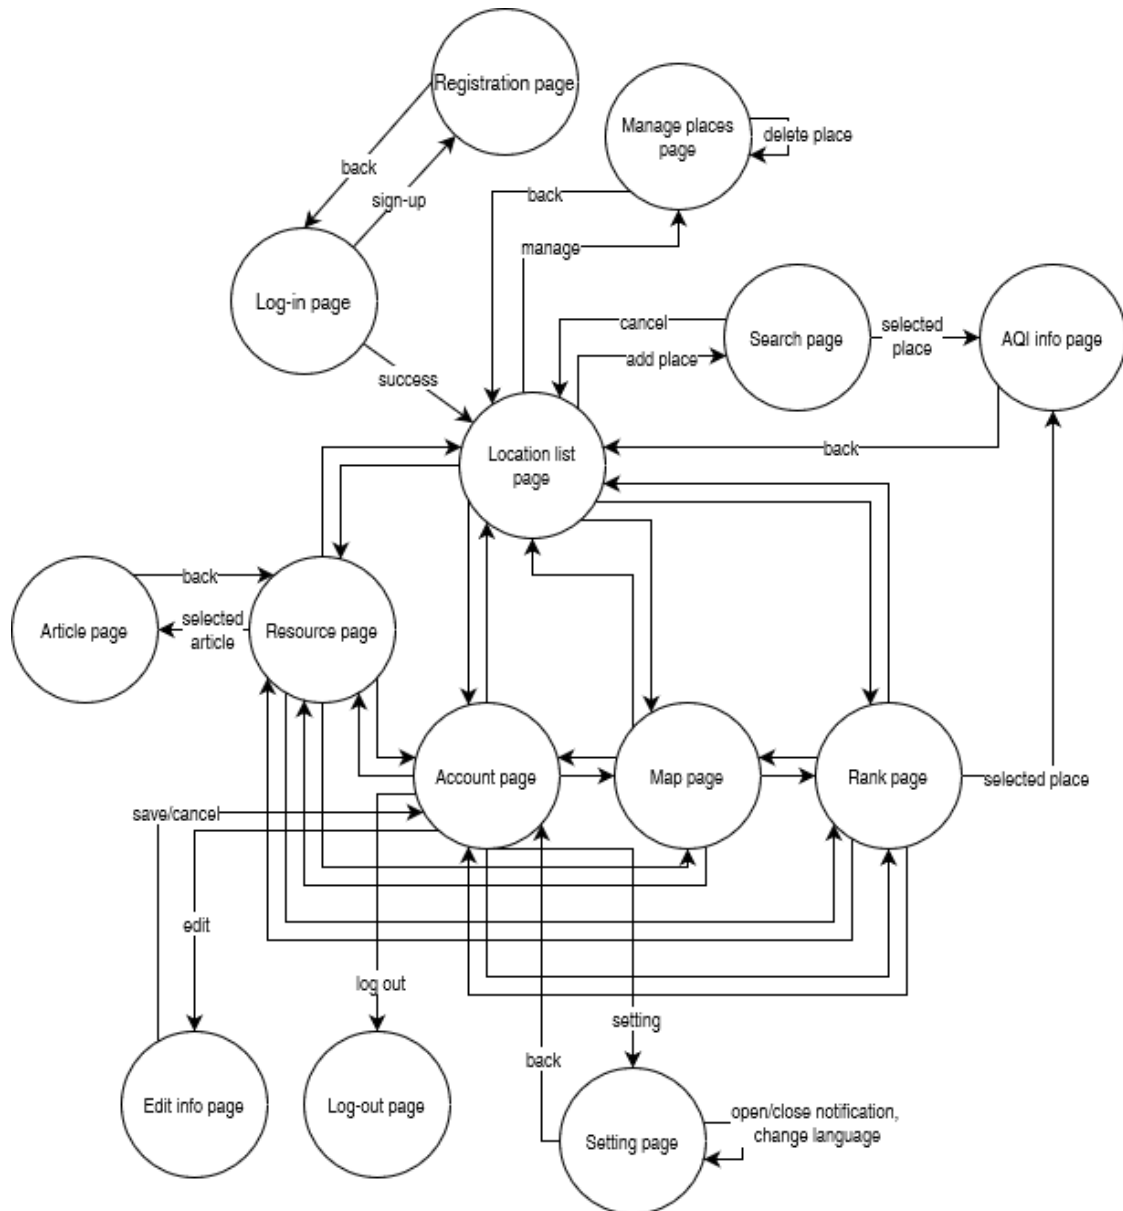 Registration page
Manage places
page
delete place
back
sign-up
back
manage
Log-in page
success
cancel
add place
Search page
selected
place
AQI info page
Location list
page
back
back
selected
article
Article page
Resource page
Account page
Map page
Rank page
selected place
save/cancel
edit
log out
setting
back
Edit info page
Log-out page
Setting page
open/close notification,
change language